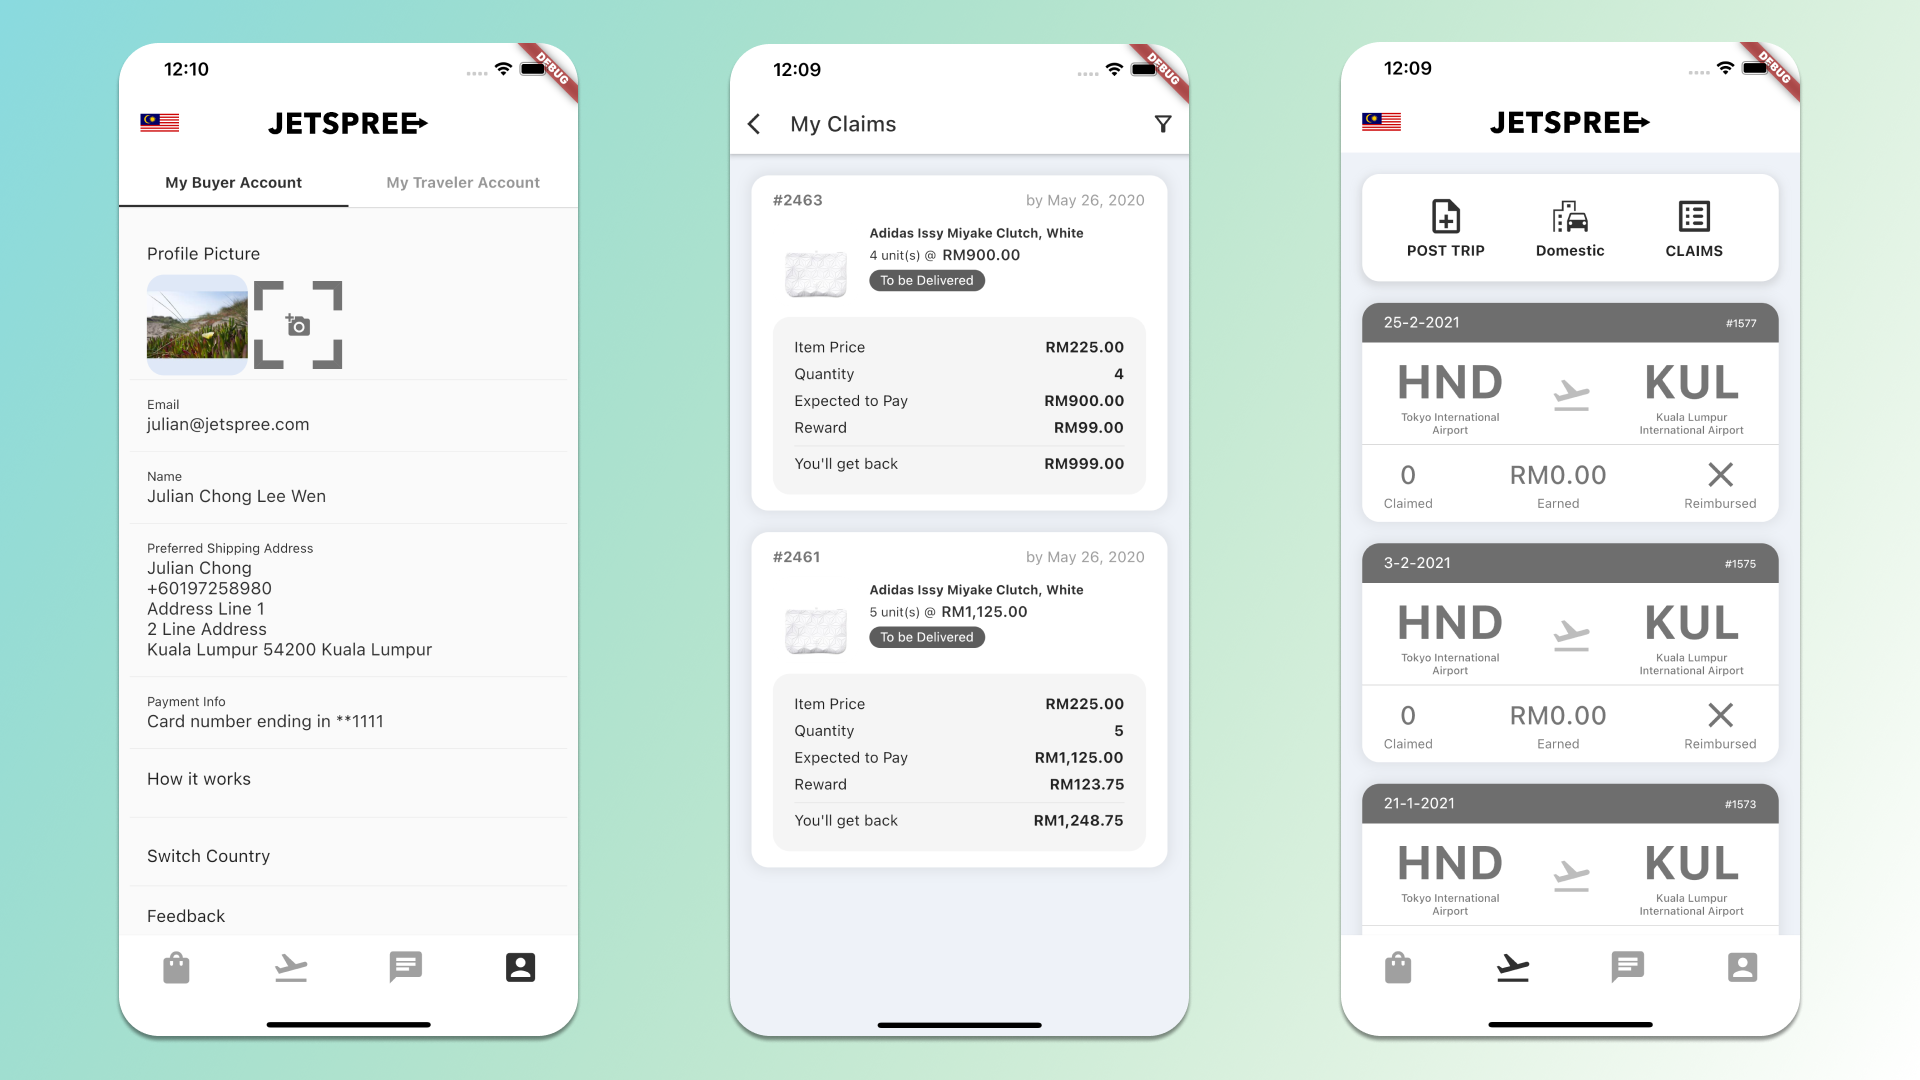 12:10
DEBUG
JETSPREE
My Buyer Account
My Traveler Account
Profile Picture
Email
julian@jetspree.com
Name
Julian Chong Lee Wen
Preferred Shipping Address
Julian Chong
+60197258980
Address Line 1
2 Line Address
Kuala Lumpur 54200 Kuala Lumpur
Payment Info
Card number ending in **1111
How it works
Switch Country
Feedback
12:09
DEBUG
My Claims
#2463 by May 26, 2020
Adidas Issy Miyake Clutch, White
4 unit(s) @ RM900.00
To be Delivered
Item Price RM225.00
Quantity 4
Expected to Pay RM900.00
Reward RM99.00
You'll get back RM999.00
#2461 by May 26, 2020
Adidas Issy Miyake Clutch, White
5 unit(s) @ RM1,125.00
To be Delivered
Item Price RM225.00
Quantity 5
Expected to Pay RM1,125.00
Reward RM123.75
You'll get back RM1,248.75
12:09
DEBUG
JETSPREE
POST TRIP
Domestic
CLAIMS
25-2-2021 #1577
HND KUL
Tokyo International Kuala Lumpur
Airport International Airport
0 RM0.00
Claimed Earned Reimbursed
3-2-2021 #1575
HND KUL
Tokyo International Kuala Lumpur
Airport International Airport
0 RM0.00
Claimed Earned Reimbursed
21-1-2021 #1573
HND KUL
Tokyo International Kuala Lumpur
Airport International Airport